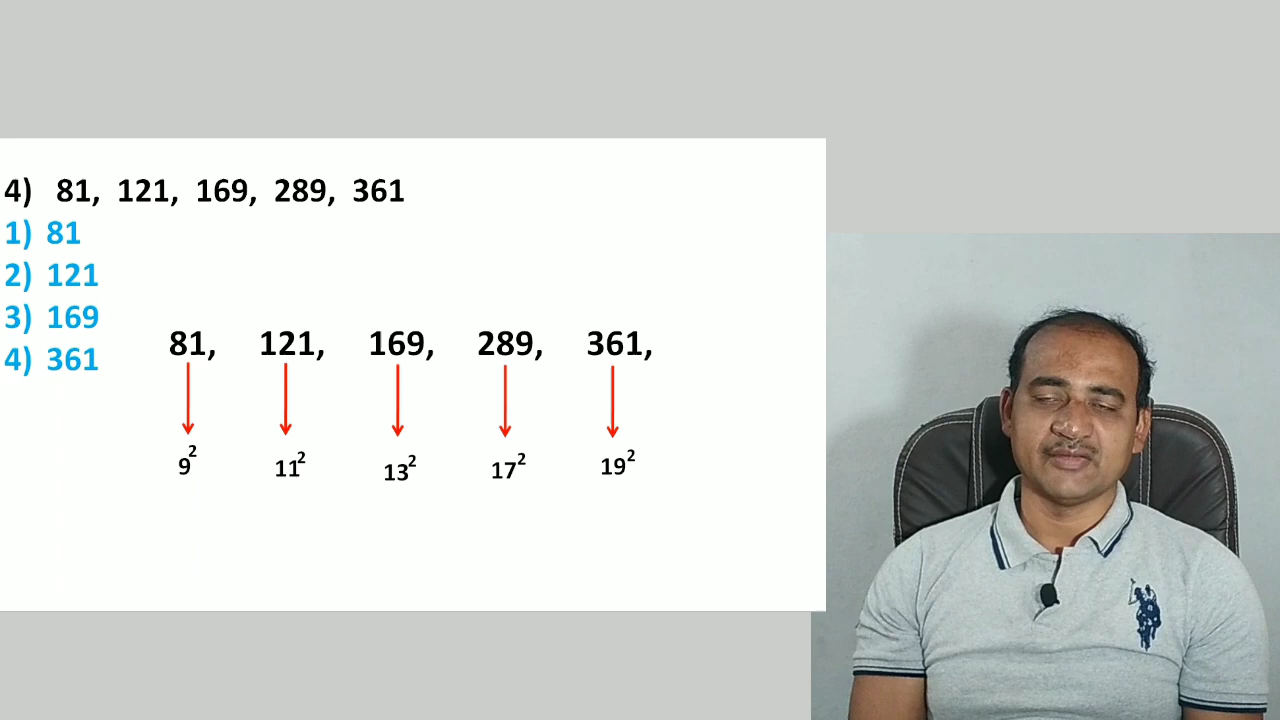 4) 81, 121, 169, 289, 361
1) 81
2) 121
3) 169
4) 361
81, 121, 169, 289, 361,
9² 11² 13² 17² 19²